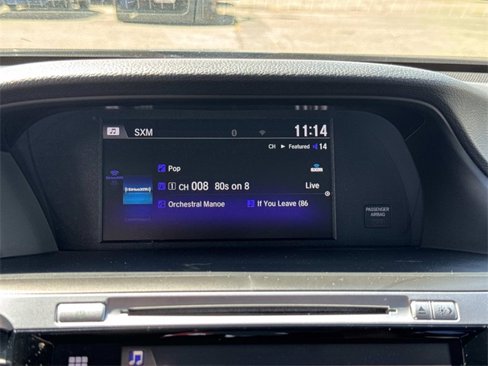 SXM 11:14
CH ► Featured 14
Pop
1 CH 008 80s on 8 Live
Orchestral Manoe If You Leave (86
PASSENGER
AIRBAG